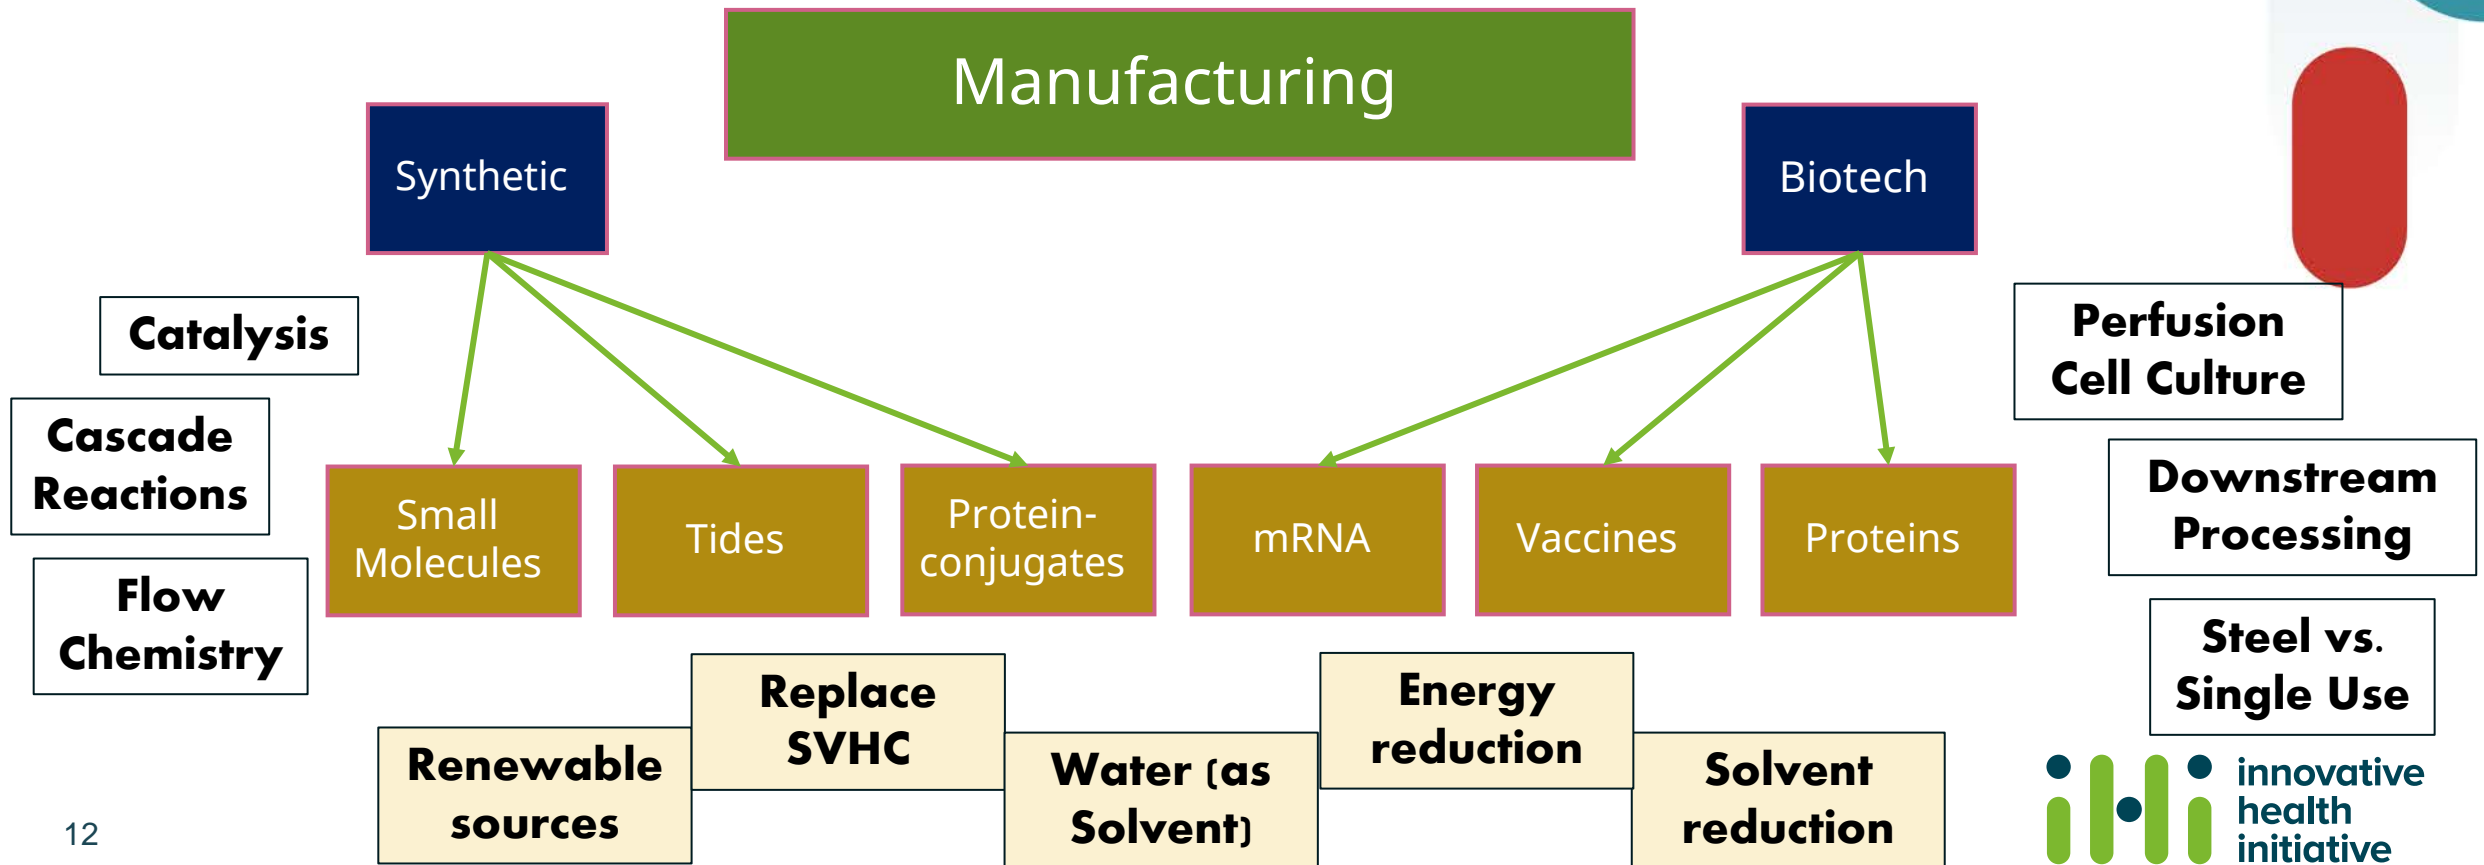 Manufacturing
Synthetic
Biotech
Catalysis
Cascade
Reactions
Flow
Chemistry
Perfusion
Cell Culture
Downstream
Processing
Steel vs.
Single Use
Small
Molecules
Tides
Protein-
conjugates
mRNA
Vaccines
Proteins
Renewable
sources
Replace
SVHC
Water (as
Solvent)
Energy
reduction
Solvent
reduction
12
innovative
health
initiative